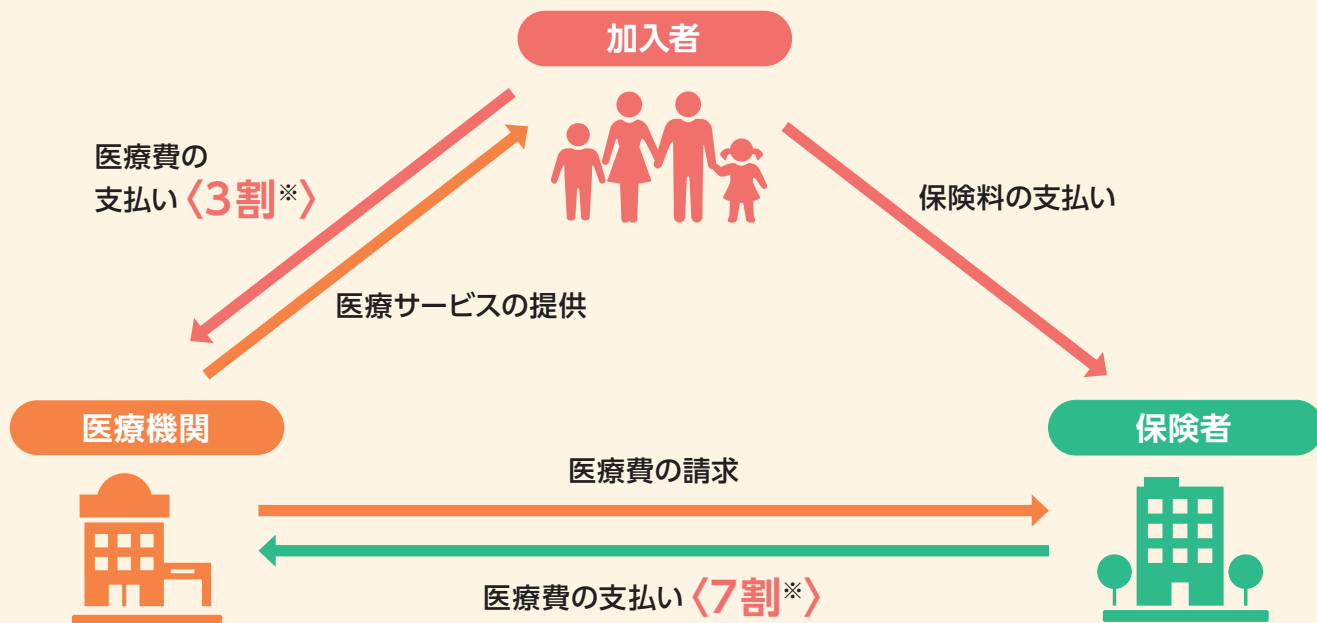 加入者
医療費の
支払い〈3割※〉
保険料の支払い
医療サービスの提供
医療機関
保険者
医療費の請求
医療費の支払い〈7割※〉